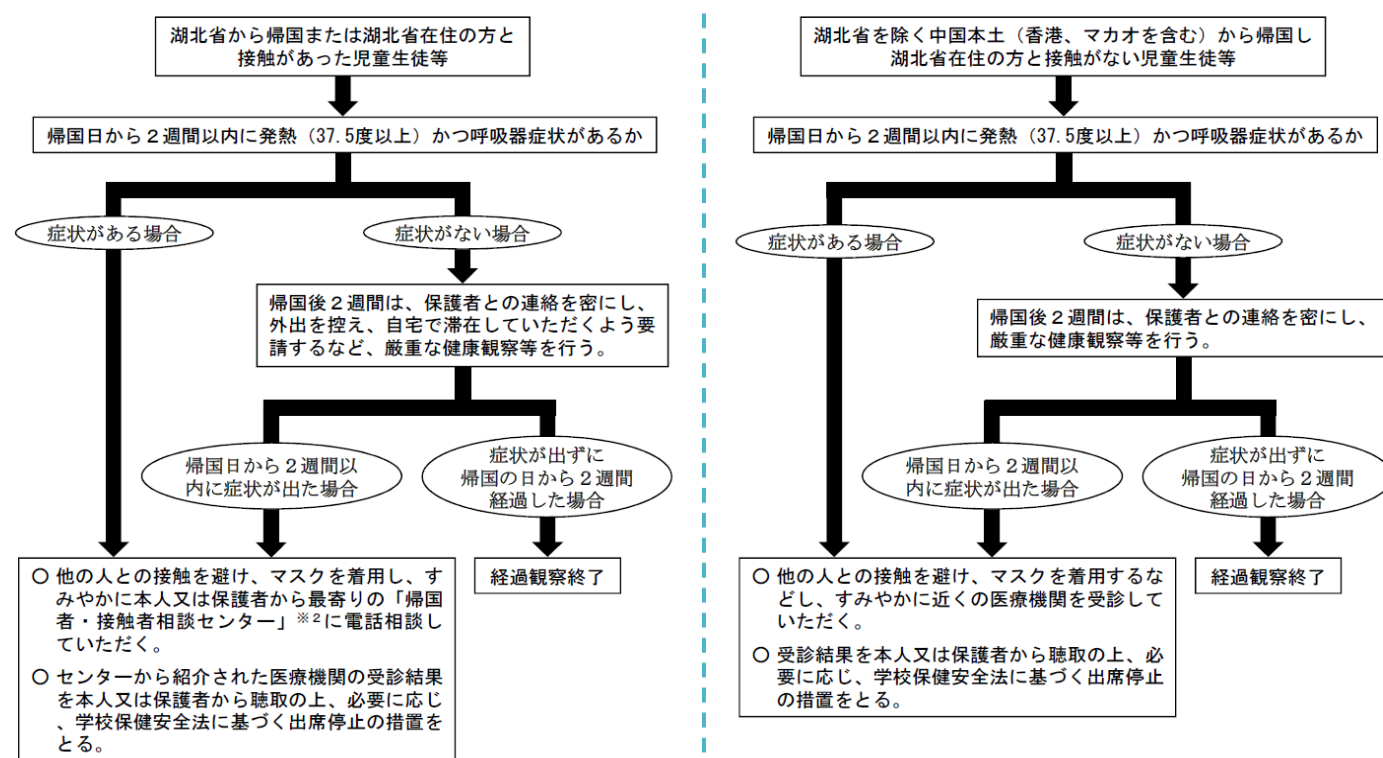 湖北省から帰国または湖北省在住の方と
接触があった児童生徒等
帰国日から２週間以内に発熱（37.5度以上）かつ呼吸器症状があるか
症状がある場合
症状がない場合
帰国後２週間は、保護者との連絡を密にし、
外出を控え、自宅で滞在していただくよう要
請するなど、厳重な健康観察等を行う。
帰国日から２週間以
内に症状が出た場合
症状が出ずに
帰国の日から２週間
経過した場合
〇 他の人との接触を避け、マスクを着用し、す
みやかに本人又は保護者から最寄りの「帰国
者・接触者相談センター」※２に電話相談し
ていただく。
〇 センターから紹介された医療機関の受診結果
を本人又は保護者から聴取の上、必要に応じ
、学校保健安全法に基づく出席停止の措置を
とる。
経過観察終了
湖北省を除く中国本土（香港、マカオを含む）から帰国し
湖北省在住の方と接触がない児童生徒等
帰国日から２週間以内に発熱（37.5度以上）かつ呼吸器症状があるか
症状がある場合
症状がない場合
帰国後２週間は、保護者との連絡を密にし、
厳重な健康観察等を行う。
帰国日から２週間以
内に症状が出た場合
症状が出ずに
帰国の日から２週間
経過した場合
〇 他の人との接触を避け、マスクを着用するな
どし、すみやかに近くの医療機関を受診して
いただく。
〇 受診結果を本人又は保護者から聴取の上、必
要に応じ、学校保健安全法に基づく出席停止
の措置をとる。
経過観察終了